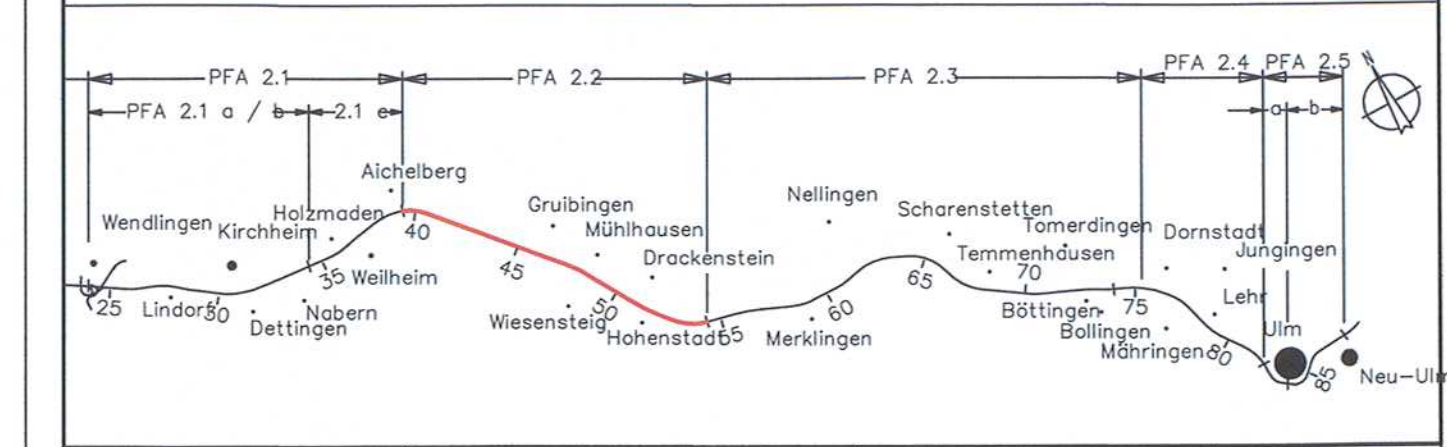 PFA 2.1
PFA 2.2
PFA 2.3
PFA 2.4
PFA 2.5
PFA 2.1 a / b
2.1 e
a
b
N
Aichelberg
Wendlingen
Kirchheim
Holzmaden
40
Gruibingen
Mühlhausen
Drackenstein
Nellingen
Scharenstetten
Tomerdingen
Dornstadt
Jungingen
Temmenhäusen
70
65
45
35
Weilheim
25
Lindorf
30
Nabern
Dettingen
50
Wiesensteig
Hohenstadt
55
Merklingen
60
Böttingen
75
Bollingen
Mähringen
80
Lehr
Ulm
85
Neu-Ulm